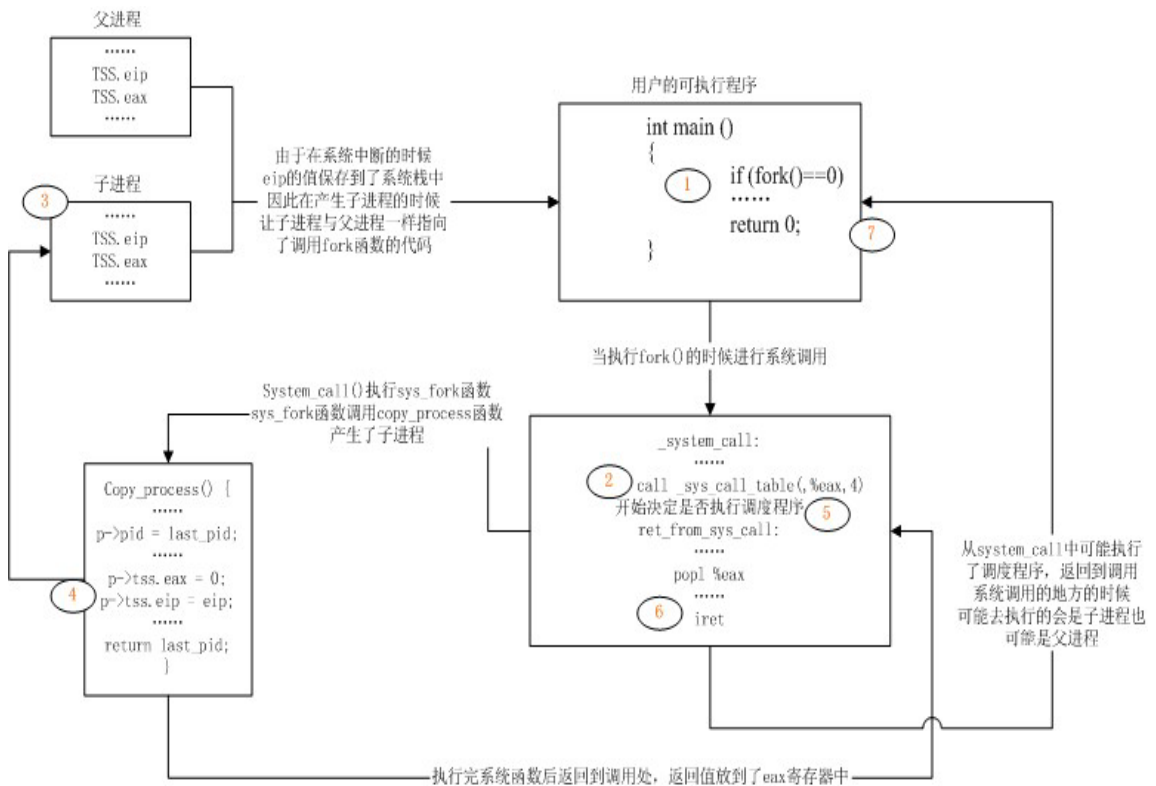 父进程
......
TSS.eip
TSS.eax
......
子进程
3
......
TSS.eip
TSS.eax
......
由于在系统中断的时候
eip的值保存到了系统栈中
因此在产生子进程的时候
让子进程与父进程一样指向
了调用fork函数的代码
用户的可执行程序
int main ()
{
1
if (fork()==0)
......
return 0;
}
7
当执行fork()的时候进行系统调用
System_call()执行sys_fork函数
sys_fork函数调用copy_process函数
产生了子进程
_system_call:
......
2 call _sys_call_table(,%eax,4)
开始决定是否执行调度程序 5
ret_from_sys_call:
......
popl %eax
......
6 iret
Copy_process() {
......
p->pid = last_pid;
......
p->tss.eax = 0;
4 p->tss.eip = eip;
......
return last_pid;
}
从system_call中可能执行
了调度程序，返回到调用
系统调用的地方的时候
可能去执行的会是子进程也
可能是父进程
执行完系统函数后返回到调用处，返回值放到了eax寄存器中